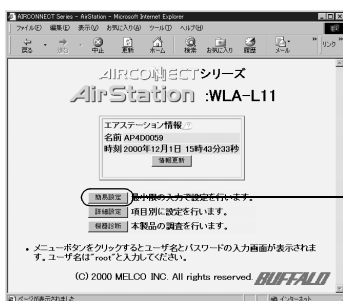 AIRCONNECT Series - AirStation - Microsoft Internet Explorer
ファイル(F) 編集(E) 表示(V) お気に入り(A) ツール(T) ヘルプ(H)
戻る 進む 中止 更新 ホーム 検索 お気に入り 履歴 メール リンク
AIRCONNECTシリーズ
AirStation :WLA-L11
エアステーション情報
名前 AP4D0059
時刻 2000年12月1日 15時43分33秒
情報更新
簡易設定 最小限の入力で設定を行います。
詳細設定 項目別に設定を行います。
機器診断 本製品の調査を行います。
• メニューボタンをクリックするとユーザ名とパスワードの入力画面が表示されま
す。ユーザ名は"root"と入力してください。
(C) 2000 MELCO INC. All rights reserved. BUFFALO
ページが表示されました インターネット